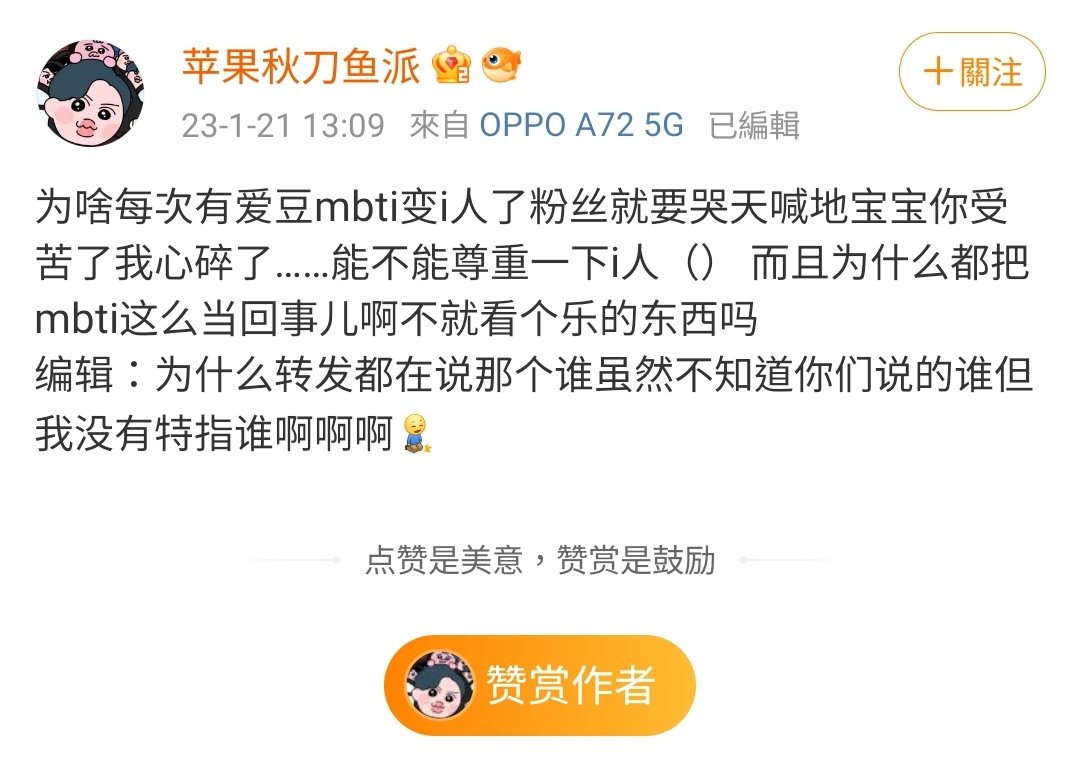 苹果秋刀鱼派
＋關注
23-1-21 13:09 來自 OPPO A72 5G 已編輯
为啥每次有爱豆mbti变i人了粉丝就要哭天喊地宝宝你受
苦了我心碎了……能不能尊重一下i人（） 而且为什么都把
mbti这么当回事儿啊不就看个乐的东西吗
编辑：为什么转发都在说那个谁虽然不知道你们说的谁但
我没有特指谁啊啊啊
点赞是美意，赞赏是鼓励
赞赏作者